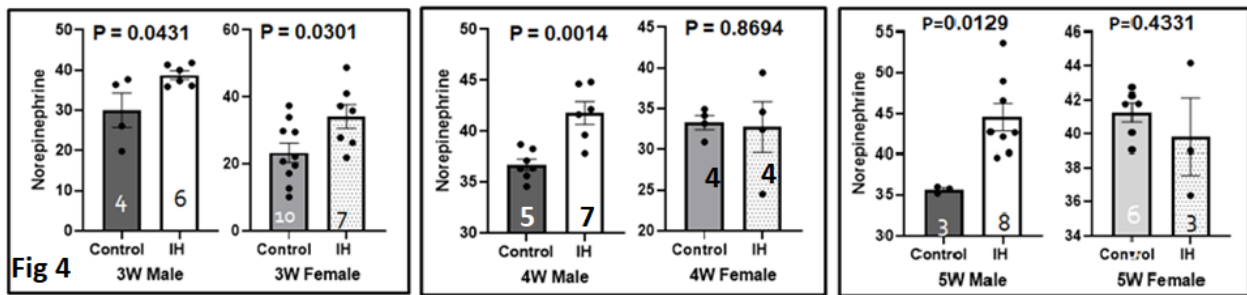 P = 0.0431
P = 0.0301
Norepinephrine
50
40
30
20
10
0
4
6
Control IH
3W Male
60
40
20
0
10
7
Control IH
3W Female
Fig 4
P = 0.0014
P = 0.8694
Norepinephrine
50
45
40
35
30
5
7
Control IH
4W Male
40
35
30
25
20
4
4
Control IH
4W Female
P=0.0129
P=0.4331
Norepinephrine
55
50
45
40
35
30
3
8
Control IH
5W Male
46
44
42
40
38
36
34
6
3
Control IH
5W Female